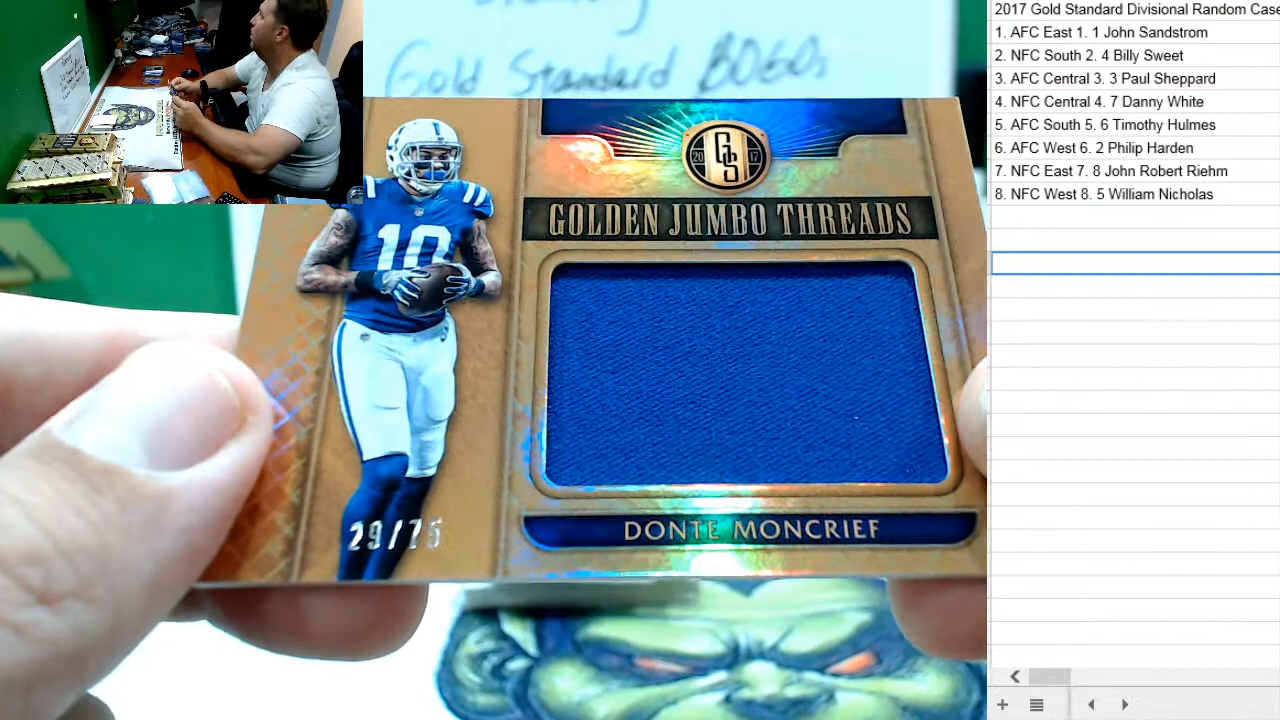 Gold Standard BOGOs
GS
20 17
GOLDEN JUMBO THREADS
10
29/75
DONTE MONCRIEF
2017 Gold Standard Divisional Random Case
1. AFC East 1. 1 John Sandstrom
2. NFC South 2. 4 Billy Sweet
3. AFC Central 3. 3 Paul Sheppard
4. NFC Central 4. 7 Danny White
5. AFC South 5. 6 Timothy Hulmes
6. AFC West 6. 2 Philip Harden
7. NFC East 7. 8 John Robert Riehm
8. NFC West 8. 5 William Nicholas